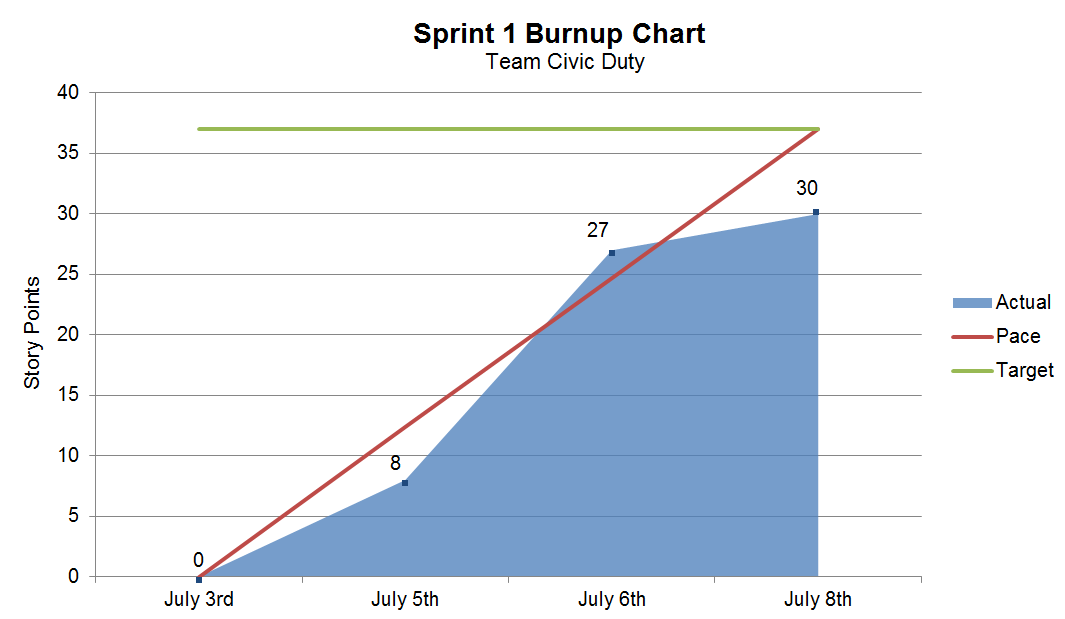 Sprint 1 Burnup Chart
Team Civic Duty
40
35
30
25
20
15
10
5
0
Story Points
0
8
27
30
July 3rd
July 5th
July 6th
July 8th
Actual
Pace
Target